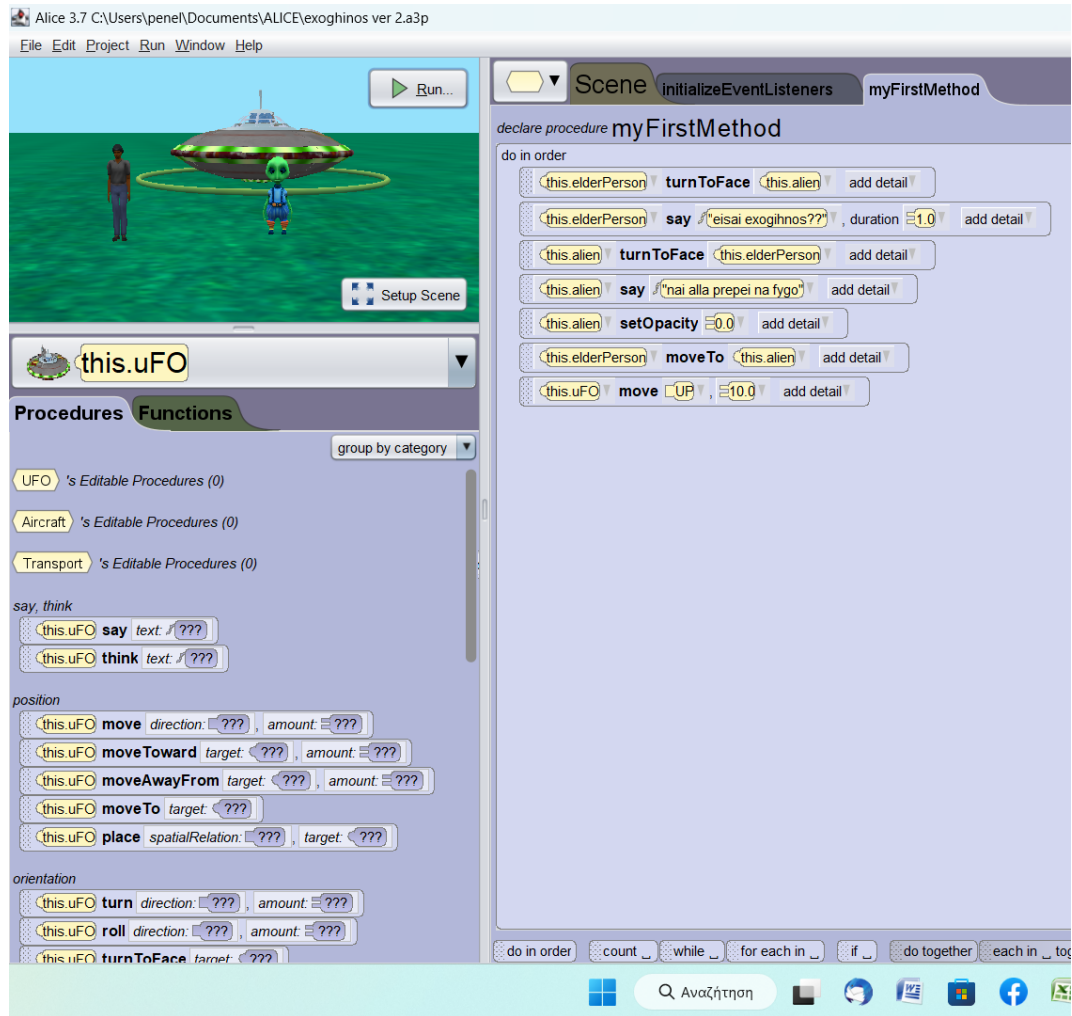 Alice 3.7 C:\Users\penel\Documents\ALICE\exoghinos ver 2.a3p
File Edit Project Run Window Help
Run...
Setup Scene
this.uFO
Procedures Functions
group by category
UFO 's Editable Procedures (0)
Aircraft 's Editable Procedures (0)
Transport 's Editable Procedures (0)
say, think
this.uFO say text: ???
this.uFO think text: ???
position
this.uFO move direction: ??? , amount: ???
this.uFO moveToward target: ??? , amount: ???
this.uFO moveAwayFrom target: ??? , amount: ???
this.uFO moveTo target: ???
this.uFO place spatialRelation: ??? , target: ???
orientation
this.uFO turn direction: ??? , amount: ???
this.uFO roll direction: ??? , amount: ???
this.uFO turnToFace target: ???
Scene initializeEventListeners myFirstMethod
declare procedure myFirstMethod
do in order
this.elderPerson turnToFace this.alien add detail
this.elderPerson say "eisai exogihnos??" , duration 1.0 add detail
this.alien turnToFace this.elderPerson add detail
this.alien say "nai alla prepei na fygo" add detail
this.alien setOpacity 0.0 add detail
this.elderPerson moveTo this.alien add detail
this.uFO move UP , 10.0 add detail
do in order count _ while _ for each in _ if _ do together each in _ tog
Αναζήτηση